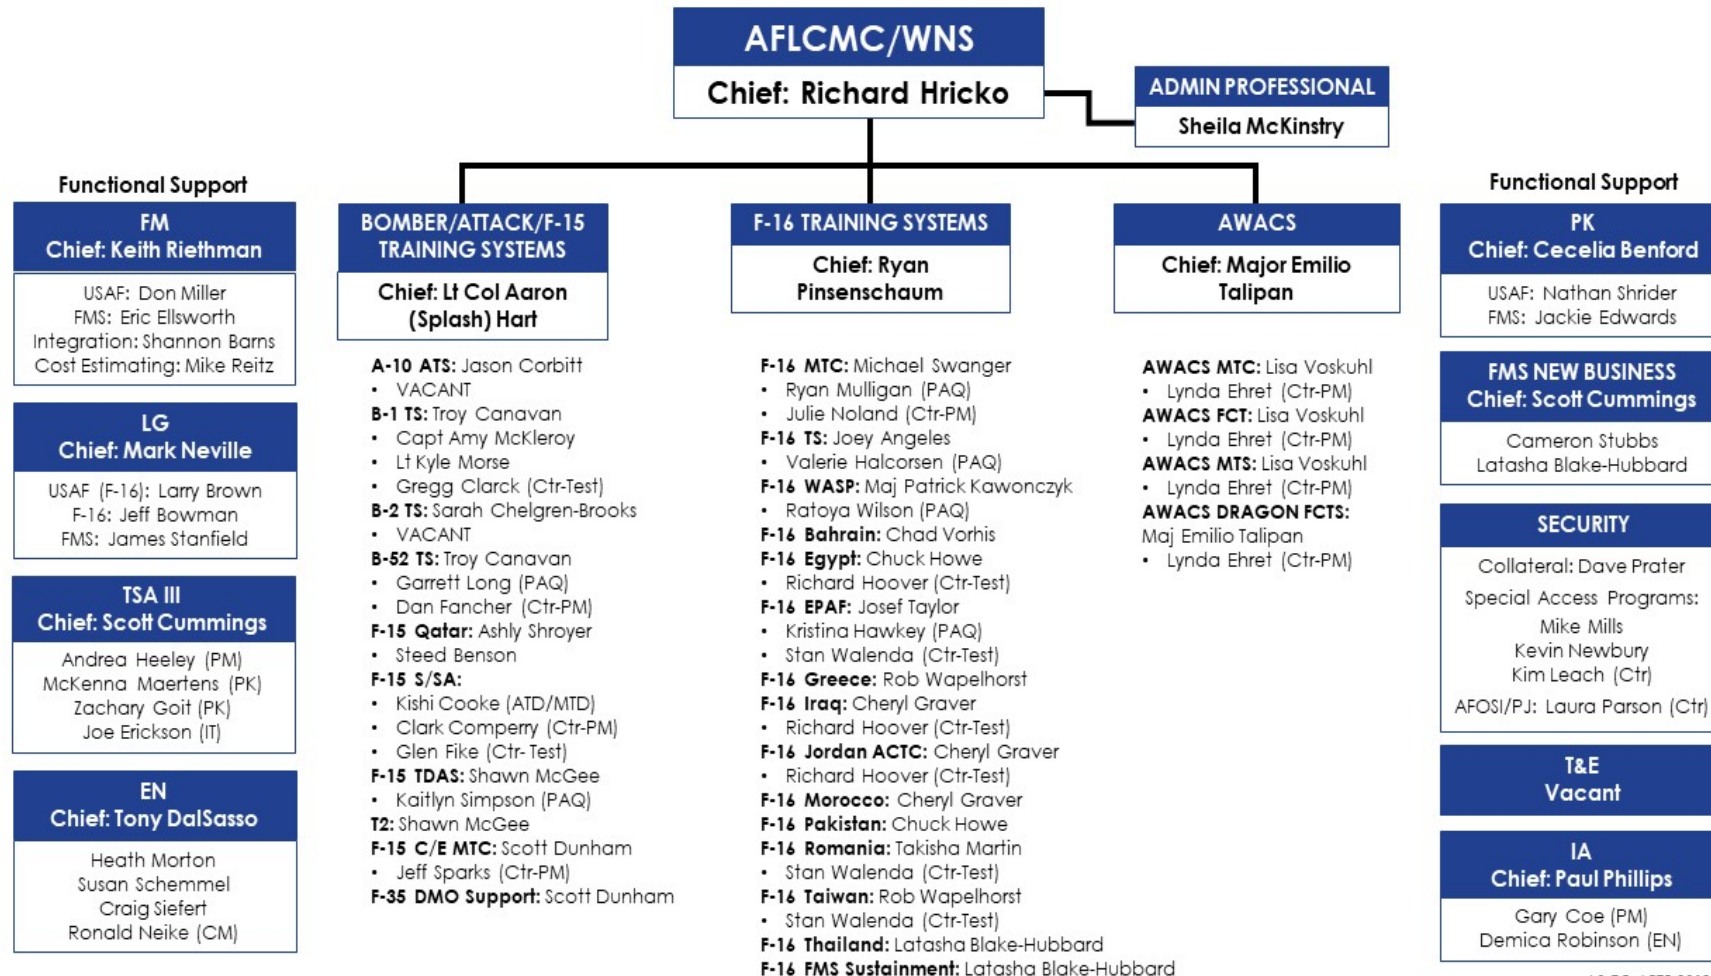 AFLCMC/WNS
Chief: Richard Hricko
ADMIN PROFESSIONAL
Sheila McKinstry
Functional Support
FM
Chief: Keith Riethman
USAF: Don Miller
FMS: Eric Ellsworth
Integration: Shannon Barns
Cost Estimating: Mike Reitz
LG
Chief: Mark Neville
USAF (F-16): Larry Brown
F-16: Jeff Bowman
FMS: James Stanfield
TSA III
Chief: Scott Cummings
Andrea Heeley (PM)
McKenna Maertens (PK)
Zachary Goit (PK)
Joe Erickson (IT)
EN
Chief: Tony DalSasso
Heath Morton
Susan Schemmel
Craig Siefert
Ronald Neike (CM)
BOMBER/ATTACK/F-15
TRAINING SYSTEMS
Chief: Lt Col Aaron
(Splash) Hart
A-10 ATS: Jason Corbitt
• VACANT
B-1 TS: Troy Canavan
• Capt Amy McKleroy
• Lt Kyle Morse
• Gregg Clarck (Ctr-Test)
B-2 TS: Sarah Chelgren-Brooks
• VACANT
B-52 TS: Troy Canavan
• Garrett Long (PAQ)
• Dan Fancher (Ctr-PM)
F-15 Qatar: Ashly Shroyer
• Steed Benson
F-15 S/SA:
• Kishi Cooke (ATD/MTD)
• Clark Comperry (Ctr-PM)
• Glen Fike (Ctr- Test)
F-15 TDAS: Shawn McGee
• Kaitlyn Simpson (PAQ)
T2: Shawn McGee
F-15 C/E MTC: Scott Dunham
• Jeff Sparks (Ctr-PM)
F-35 DMO Support: Scott Dunham
F-16 TRAINING SYSTEMS
Chief: Ryan
Pinsenschaum
F-16 MTC: Michael Swanger
• Ryan Mulligan (PAQ)
• Julie Noland (Ctr-PM)
F-16 TS: Joey Angeles
• Valerie Halcorsen (PAQ)
F-16 WASP: Maj Patrick Kawonczyk
• Ratoya Wilson (PAQ)
F-16 Bahrain: Chad Vorhis
F-16 Egypt: Chuck Howe
• Richard Hoover (Ctr-Test)
F-16 EPAF: Josef Taylor
• Kristina Hawkey (PAQ)
• Stan Walenda (Ctr-Test)
F-16 Greece: Rob Wapelhorst
F-16 Iraq: Cheryl Graver
• Richard Hoover (Ctr-Test)
F-16 Jordan ACTC: Cheryl Graver
• Richard Hoover (Ctr-Test)
F-16 Morocco: Cheryl Graver
F-16 Pakistan: Chuck Howe
F-16 Romania: Takisha Martin
• Stan Walenda (Ctr-Test)
F-16 Taiwan: Rob Wapelhorst
• Stan Walenda (Ctr-Test)
F-16 Thailand: Latasha Blake-Hubbard
F-16 FMS Sustainment: Latasha Blake-Hubbard
AWACS
Chief: Major Emilio
Talipan
AWACS MTC: Lisa Voskuhl
• Lynda Ehret (Ctr-PM)
AWACS FCT: Lisa Voskuhl
• Lynda Ehret (Ctr-PM)
AWACS MTS: Lisa Voskuhl
• Lynda Ehret (Ctr-PM)
AWACS DRAGON FCTS:
Maj Emilio Talipan
• Lynda Ehret (Ctr-PM)
Functional Support
PK
Chief: Cecelia Benford
USAF: Nathan Shrider
FMS: Jackie Edwards
FMS NEW BUSINESS
Chief: Scott Cummings
Cameron Stubbs
Latasha Blake-Hubbard
SECURITY
Collateral: Dave Prater
Special Access Programs:
Mike Mills
Kevin Newbury
Kim Leach (Ctr)
AFOSI/PJ: Laura Parson (Ctr)
T&E
Vacant
IA
Chief: Paul Phillips
Gary Coe (PM)
Demica Robinson (EN)